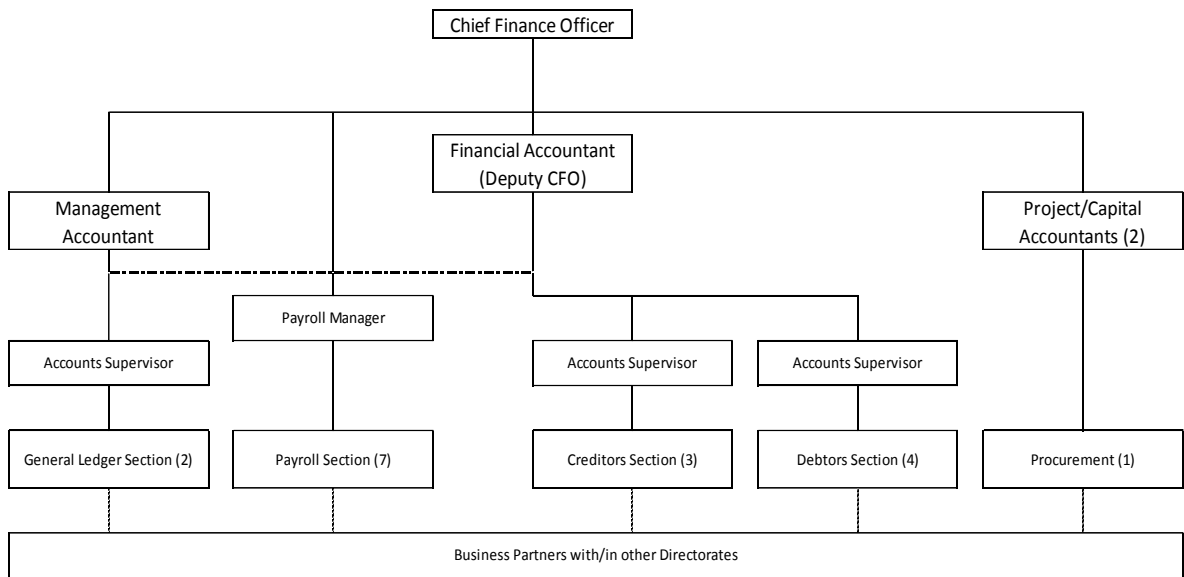 Chief Finance Officer
Financial Accountant
(Deputy CFO)
Management
Accountant
Project/Capital
Accountants (2)
Payroll Manager
Accounts Supervisor
Accounts Supervisor
Accounts Supervisor
General Ledger Section (2)
Payroll Section (7)
Creditors Section (3)
Debtors Section (4)
Procurement (1)
Business Partners with/in other Directorates